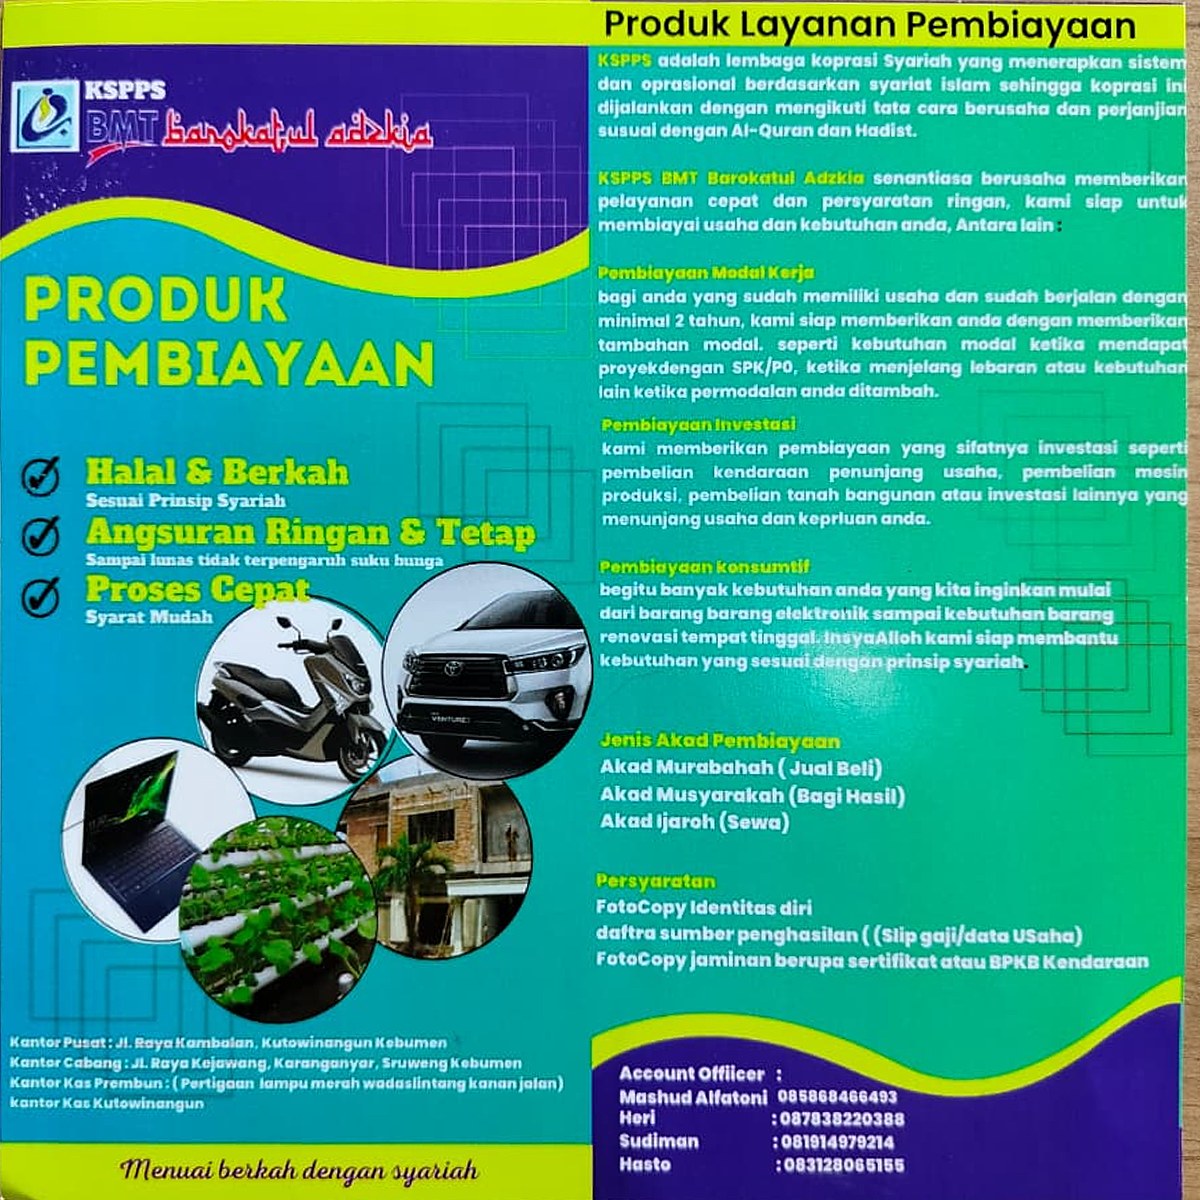 KSPPS
BMT barokatul adzkia
PRODUK
PEMBIAYAAN
Halal & Berkah
Sesuai Prinsip Syariah
Angsuran Ringan & Tetap
Sampai lunas tidak terpengaruh suku bunga
Proses Cepat
Syarat Mudah
VENTURER
Kantor Pusat : Jl. Raya Kambalan, Kutowinangun Kebumen
Kantor Cabang : JL. Raya Kejawang, Karanganyar, Sruweng Kebumen
Kantor Kas Prembun : ( Pertigaan lampu merah wadaslintang kanan jalan)
kantor Kas Kutowinangun
Menuai berkah dengan syariah
Produk Layanan Pembiayaan
KSPPS adalah lembaga koprasi Syariah yang menerapkan sistem
dan oprasional berdasarkan syariat islam sehingga koprasi ini
dijalankan dengan mengikuti tata cara berusaha dan perjanjian
susuai dengan Al-Quran dan Hadist.
KSPPS BMT Barokatul Adzkia senantiasa berusaha memberikan
pelayanan cepat dan persyaratan ringan, kami siap untuk
membiayai usaha dan kebutuhan anda, Antara lain :
Pembiayaan Modal Kerja
bagi anda yang sudah memiliki usaha dan sudah berjalan dengan
minimal 2 tahun, kami siap memberikan anda dengan memberikan
tambahan modal. seperti kebutuhan modal ketika mendapat
proyekdengan SPK/PO, ketika menjelang lebaran atau kebutuhan
lain ketika permodalan anda ditambah.
Pembiayaan Investasi
kami memberikan pembiayaan yang sifatnya investasi seperti
pembelian kendaraan penunjang usaha, pembelian mesin
produksi, pembelian tanah bangunan atau investasi lainnya yang
menunjang usaha dan keprluan anda.
Pembiayaan konsumtif
begitu banyak kebutuhan anda yang kita inginkan mulai
dari barang barang elektronik sampai kebutuhan barang
renovasi tempat tinggal. InsyaAlloh kami siap membantu
kebutuhan yang sesuai dengan prinsip syariah.
Jenis Akad Pembiayaan
Akad Murabahah ( Jual Beli)
Akad Musyarakah (Bagi Hasil)
Akad Ijaroh (Sewa)
Persyaratan
FotoCopy Identitas diri
daftra sumber penghasilan ( (Slip gaji/data USaha)
FotoCopy jaminan berupa sertifikat atau BPKB Kendaraan
Account Offiicer :
Mashud Alfatoni 085868466493
Heri : 087838220388
Sudiman : 081914979214
Hasto : 083128065155